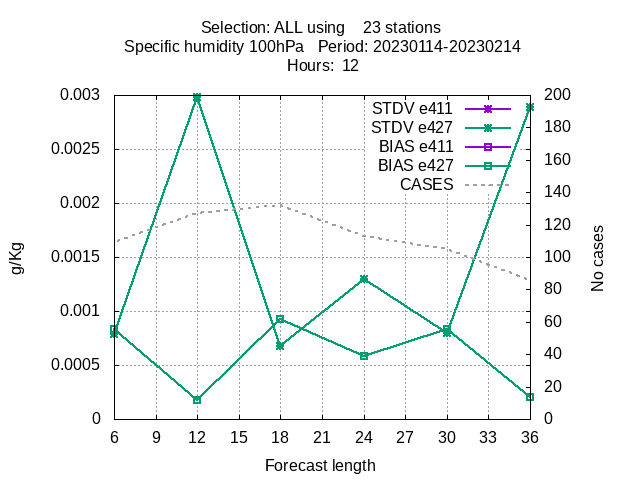 Selection: ALL using    23 stations
Specific humidity 100hPa   Period: 20230114-20230214
Hours:  12
0.003
0.0025
0.002
0.0015
0.001
0.0005
0
200
180
160
140
120
100
80
60
40
20
0
STDV e411
STDV e427
BIAS e411
BIAS e427
CASES
g/Kg
No cases
6 9 12 15 18 21 24 27 30 33 36
Forecast length